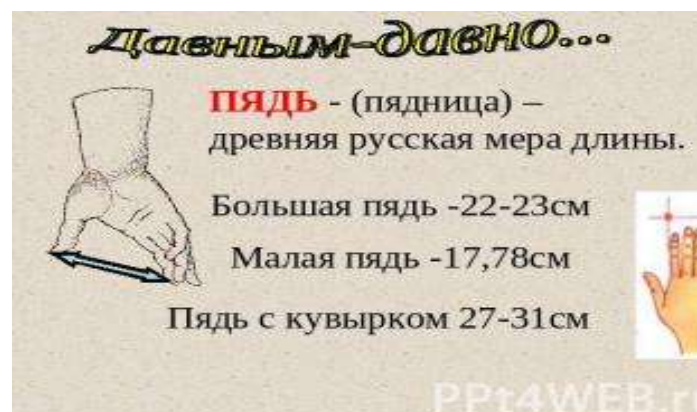 Давным-давно...
ПЯДЬ - (пядница) –
древняя русская мера длины.
Большая пядь -22-23см
Малая пядь -17,78см
Пядь с кувырком 27-31см
PPt4WEB.r